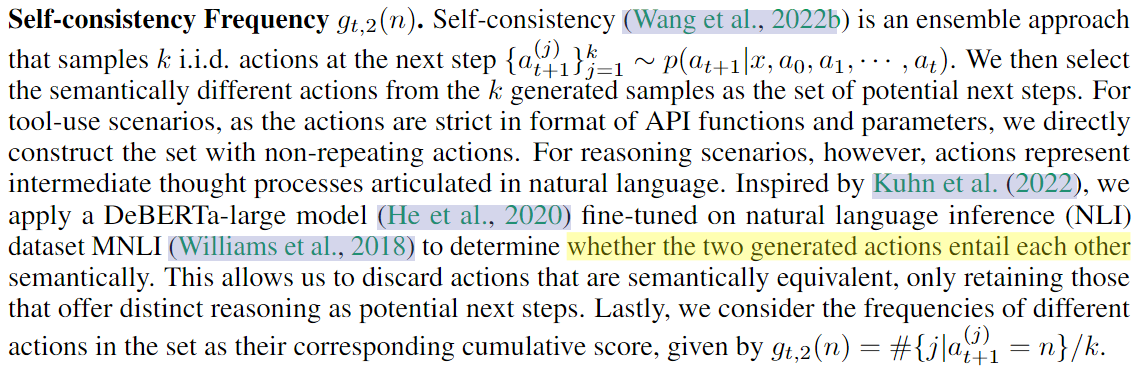 Self-consistency Frequency g_{t,2}(n). Self-consistency (Wang et al., 2022b) is an ensemble approach
that samples k i.i.d. actions at the next step {a_{t+1}^{(j)}}_{j=1}^{k} ∼ p(a_{t+1}|x, a_0, a_1, ⋯ , a_t). We then select
the semantically different actions from the k generated samples as the set of potential next steps. For
tool-use scenarios, as the actions are strict in format of API functions and parameters, we directly
construct the set with non-repeating actions. For reasoning scenarios, however, actions represent
intermediate thought processes articulated in natural language. Inspired by Kuhn et al. (2022), we
apply a DeBERTa-large model (He et al., 2020) fine-tuned on natural language inference (NLI)
dataset MNLI (Williams et al., 2018) to determine whether the two generated actions entail each other
semantically. This allows us to discard actions that are semantically equivalent, only retaining those
that offer distinct reasoning as potential next steps. Lastly, we consider the frequencies of different
actions in the set as their corresponding cumulative score, given by g_{t,2}(n) = #{j|a_{t+1}^{(j)} = n}/k.